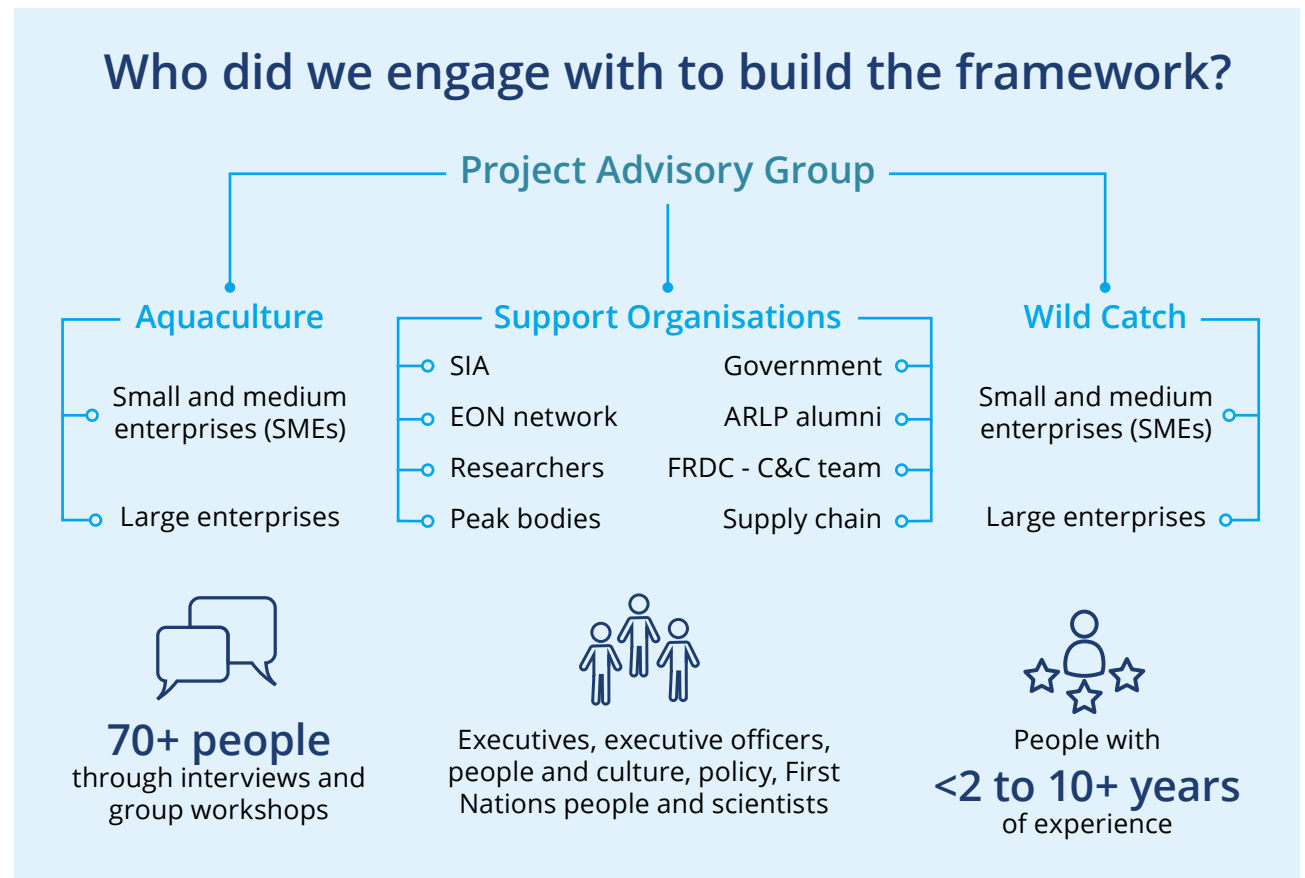 Who did we engage with to build the framework?
Project Advisory Group
Aquaculture
Small and medium
enterprises (SMEs)
Large enterprises
Support Organisations
SIA
EON network
Researchers
Peak bodies
Government
ARLP alumni
FRDC - C&C team
Supply chain
Wild Catch
Small and medium
enterprises (SMEs)
Large enterprises
70+ people
through interviews and
group workshops
Executives, executive officers,
people and culture, policy, First
Nations people and scientists
People with
<2 to 10+ years
of experience